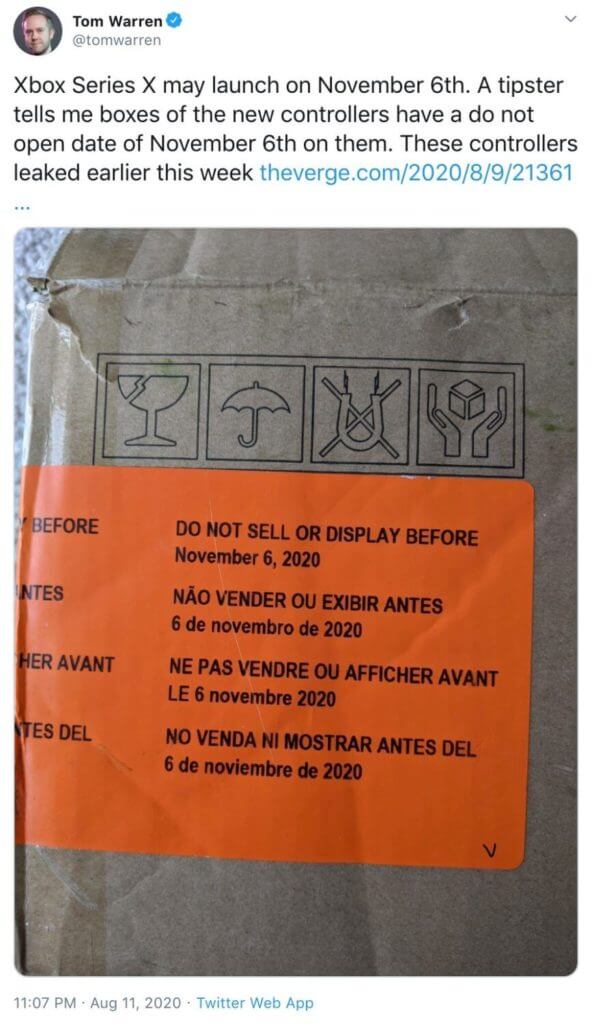 Tom Warren
@tomwarren
Xbox Series X may launch on November 6th. A tipster
tells me boxes of the new controllers have a do not
open date of November 6th on them. These controllers
leaked earlier this week theverge.com/2020/8/9/21361
...
BEFORE
DO NOT SELL OR DISPLAY BEFORE
November 6, 2020
NTES
NÃO VENDER OU EXIBIR ANTES
6 de novembro de 2020
HER AVANT
NE PAS VENDRE OU AFFICHER AVANT
LE 6 novembre 2020
TES DEL
NO VENDA NI MOSTRAR ANTES DEL
6 de noviembre de 2020
V
11:07 PM · Aug 11, 2020 · Twitter Web App